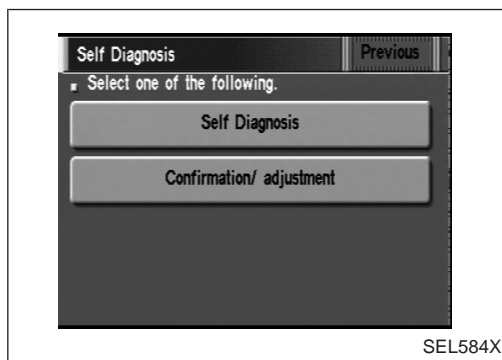 Self Diagnosis Previous
Select one of the following.
Self Diagnosis
Confirmation/ adjustment
SEL584X